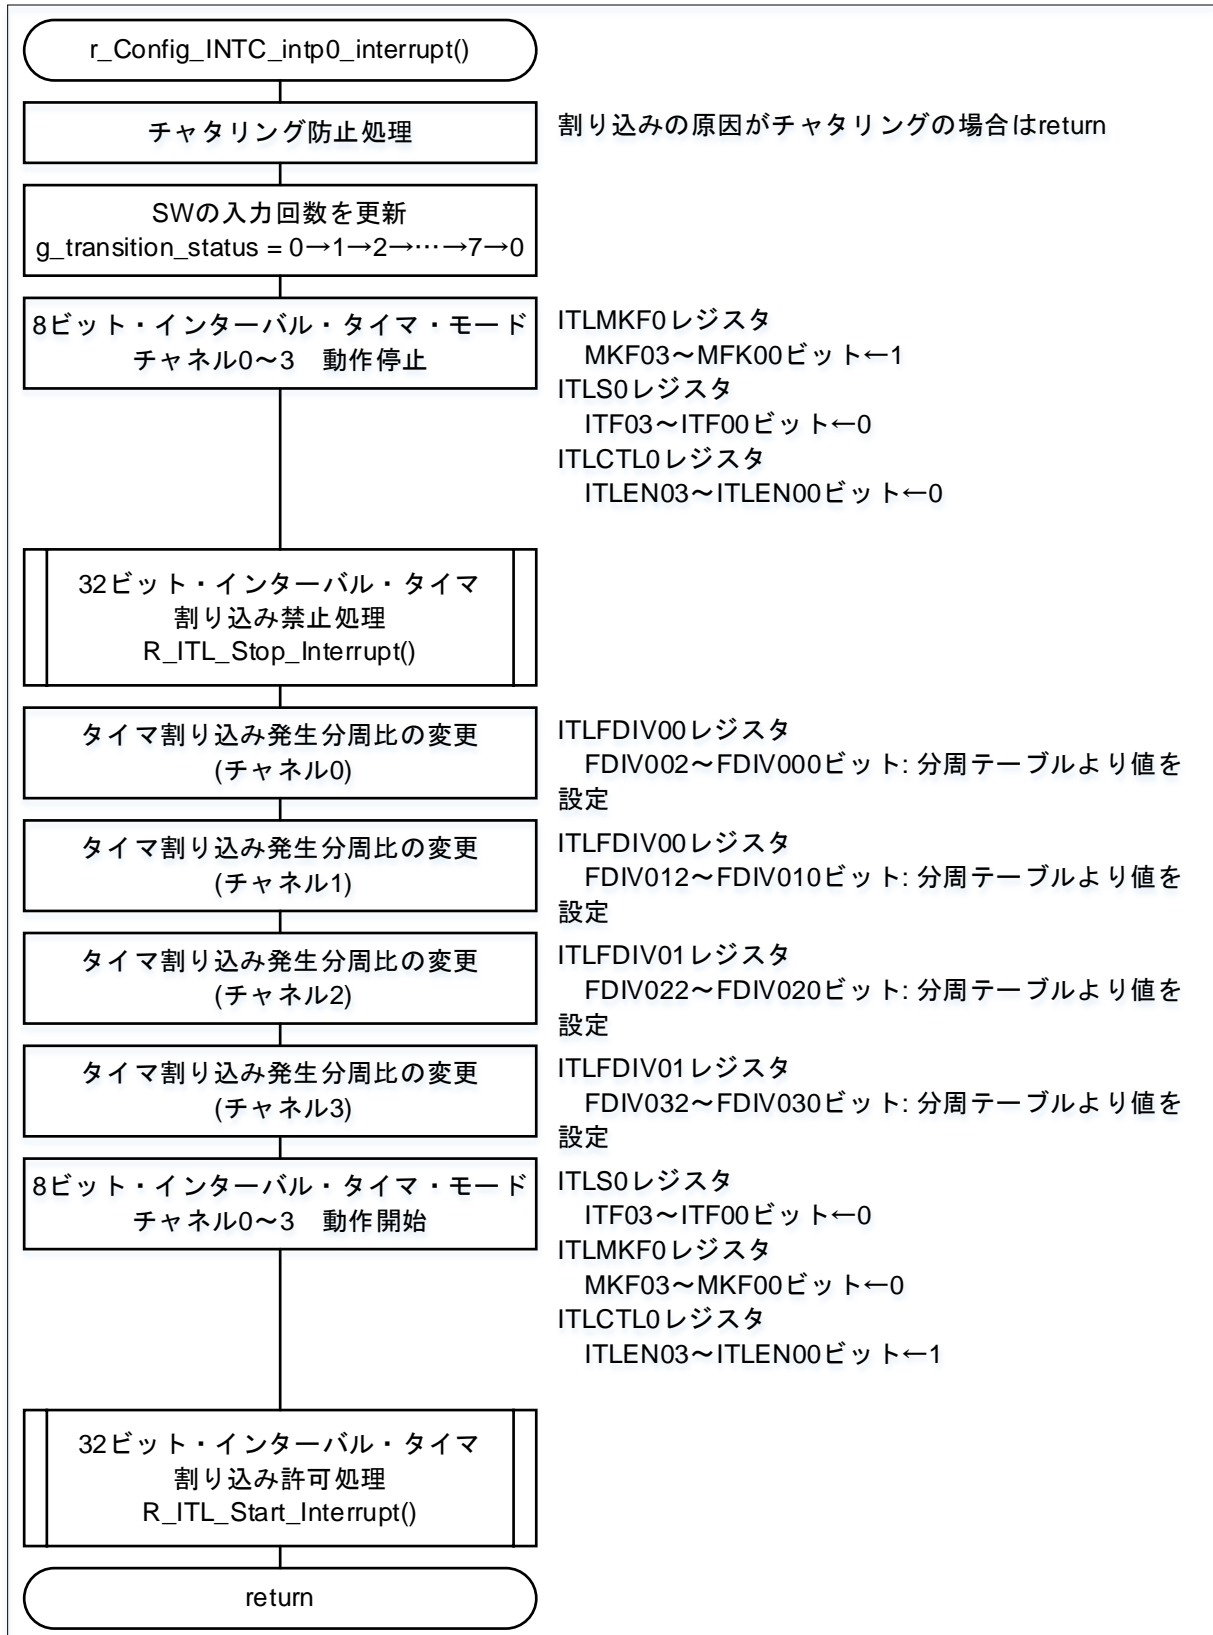 r_Config_INTC_intp0_interrupt()
チャタリング防止処理
割り込みの原因がチャタリングの場合はreturn
SWの入力回数を更新
g_transition_status = 0→1→2→…→7→0
8ビット・インターバル・タイマ・モード
チャネル0～3　動作停止
ITLMKF0レジスタ
MKF03～MFK00ビット←1
ITLS0レジスタ
ITF03～ITF00ビット←0
ITLCTL0レジスタ
ITLEN03～ITLEN00ビット←0
32ビット・インターバル・タイマ
割り込み禁止処理
R_ITL_Stop_Interrupt()
タイマ割り込み発生分周比の変更
(チャネル0)
ITLFDIV00レジスタ
FDIV002～FDIV000ビット: 分周テーブルより値を
設定
タイマ割り込み発生分周比の変更
(チャネル1)
ITLFDIV00レジスタ
FDIV012～FDIV010ビット: 分周テーブルより値を
設定
タイマ割り込み発生分周比の変更
(チャネル2)
ITLFDIV01レジスタ
FDIV022～FDIV020ビット: 分周テーブルより値を
設定
タイマ割り込み発生分周比の変更
(チャネル3)
ITLFDIV01レジスタ
FDIV032～FDIV030ビット: 分周テーブルより値を
設定
8ビット・インターバル・タイマ・モード
チャネル0～3　動作開始
ITLS0レジスタ
ITF03～ITF00ビット←0
ITLMKF0レジスタ
MKF03～MKF00ビット←0
ITLCTL0レジスタ
ITLEN03～ITLEN00ビット←1
32ビット・インターバル・タイマ
割り込み許可処理
R_ITL_Start_Interrupt()
return